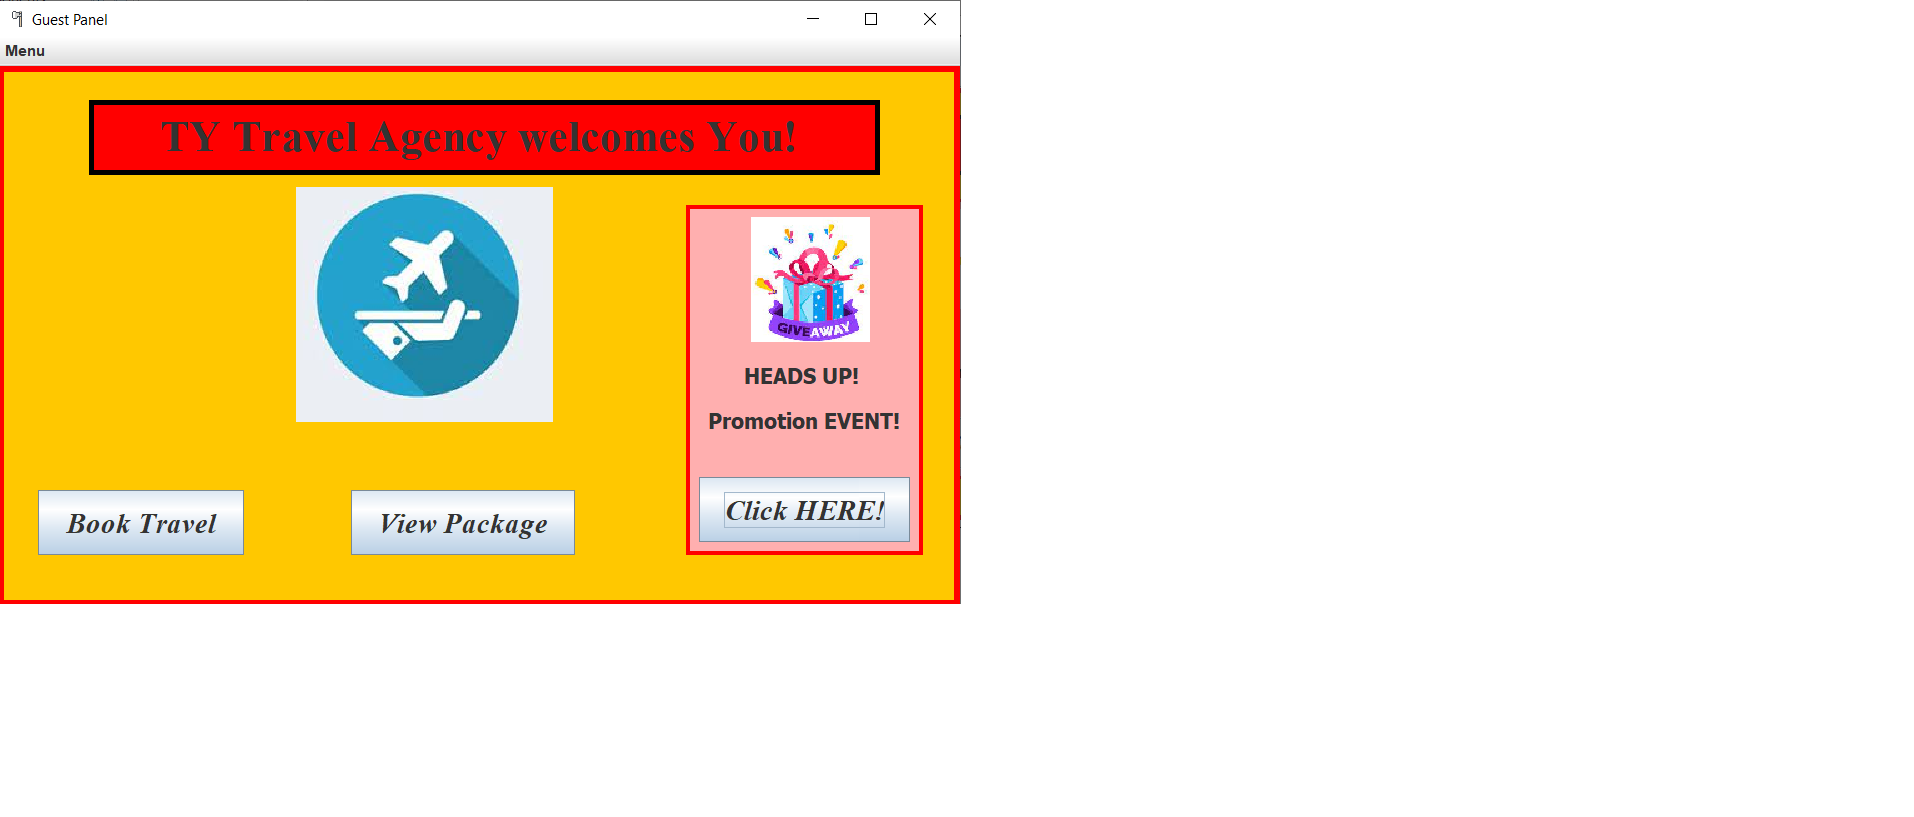 Guest Panel
Menu
TY Travel Agency welcomes You!
GIVEAWAY
HEADS UP!
Promotion EVENT!
Click HERE!
Book Travel
View Package